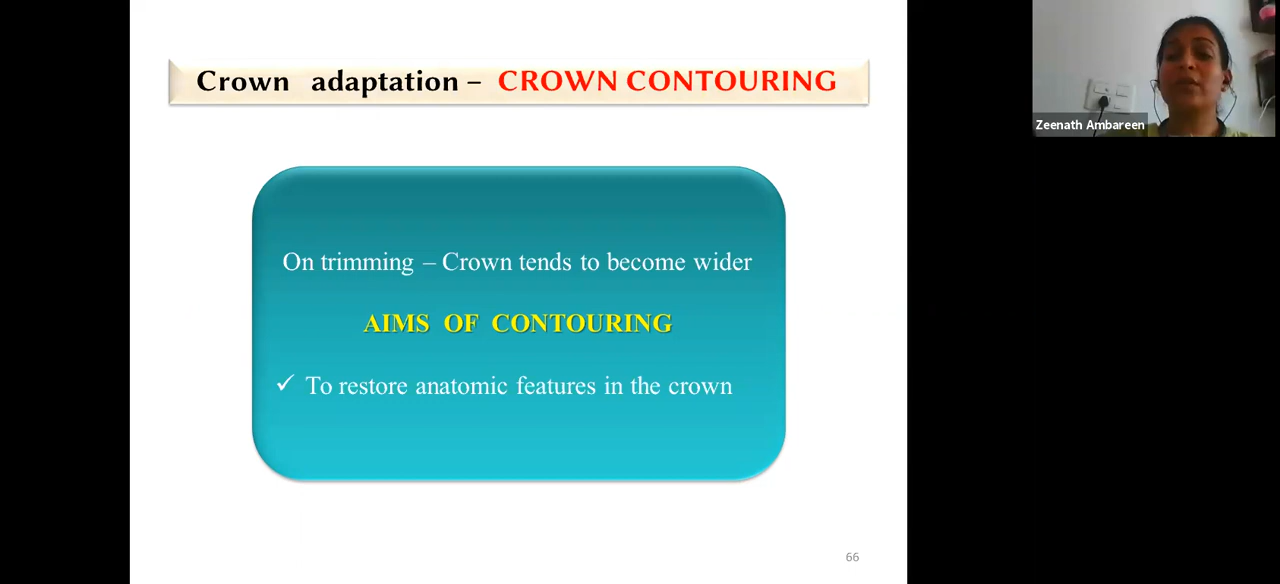 Crown adaptation – CROWN CONTOURING
Zeenath Ambareen
On trimming – Crown tends to become wider
AIMS OF CONTOURING
✓ To restore anatomic features in the crown
66